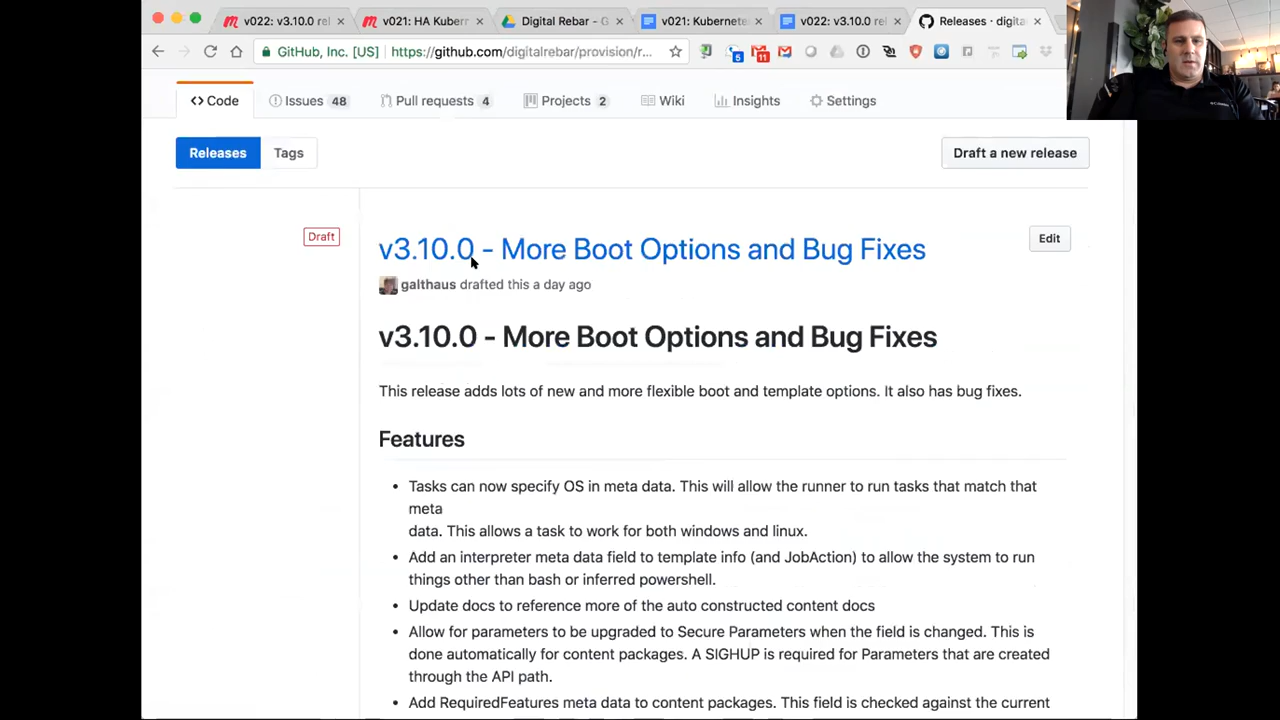 v022: v3.10.0 rel
v021: HA Kubern
Digital Rebar - G
v021: Kubernete
v022: v3.10.0 rel
Releases · digita
GitHub, Inc. [US]
https://github.com/digitalrebar/provision/r...
5
11
Code
Issues 48
Pull requests 4
Projects 2
Wiki
Insights
Settings
Releases
Tags
Draft a new release
Draft
v3.10.0 - More Boot Options and Bug Fixes
Edit
galthaus drafted this a day ago
v3.10.0 - More Boot Options and Bug Fixes
This release adds lots of new and more flexible boot and template options. It also has bug fixes.
Features
• Tasks can now specify OS in meta data. This will allow the runner to run tasks that match that
meta
data. This allows a task to work for both windows and linux.
• Add an interpreter meta data field to template info (and JobAction) to allow the system to run
things other than bash or inferred powershell.
• Update docs to reference more of the auto constructed content docs
• Allow for parameters to be upgraded to Secure Parameters when the field is changed. This is
done automatically for content packages. A SIGHUP is required for Parameters that are created
through the API path.
• Add RequiredFeatures meta data to content packages. This field is checked against the current